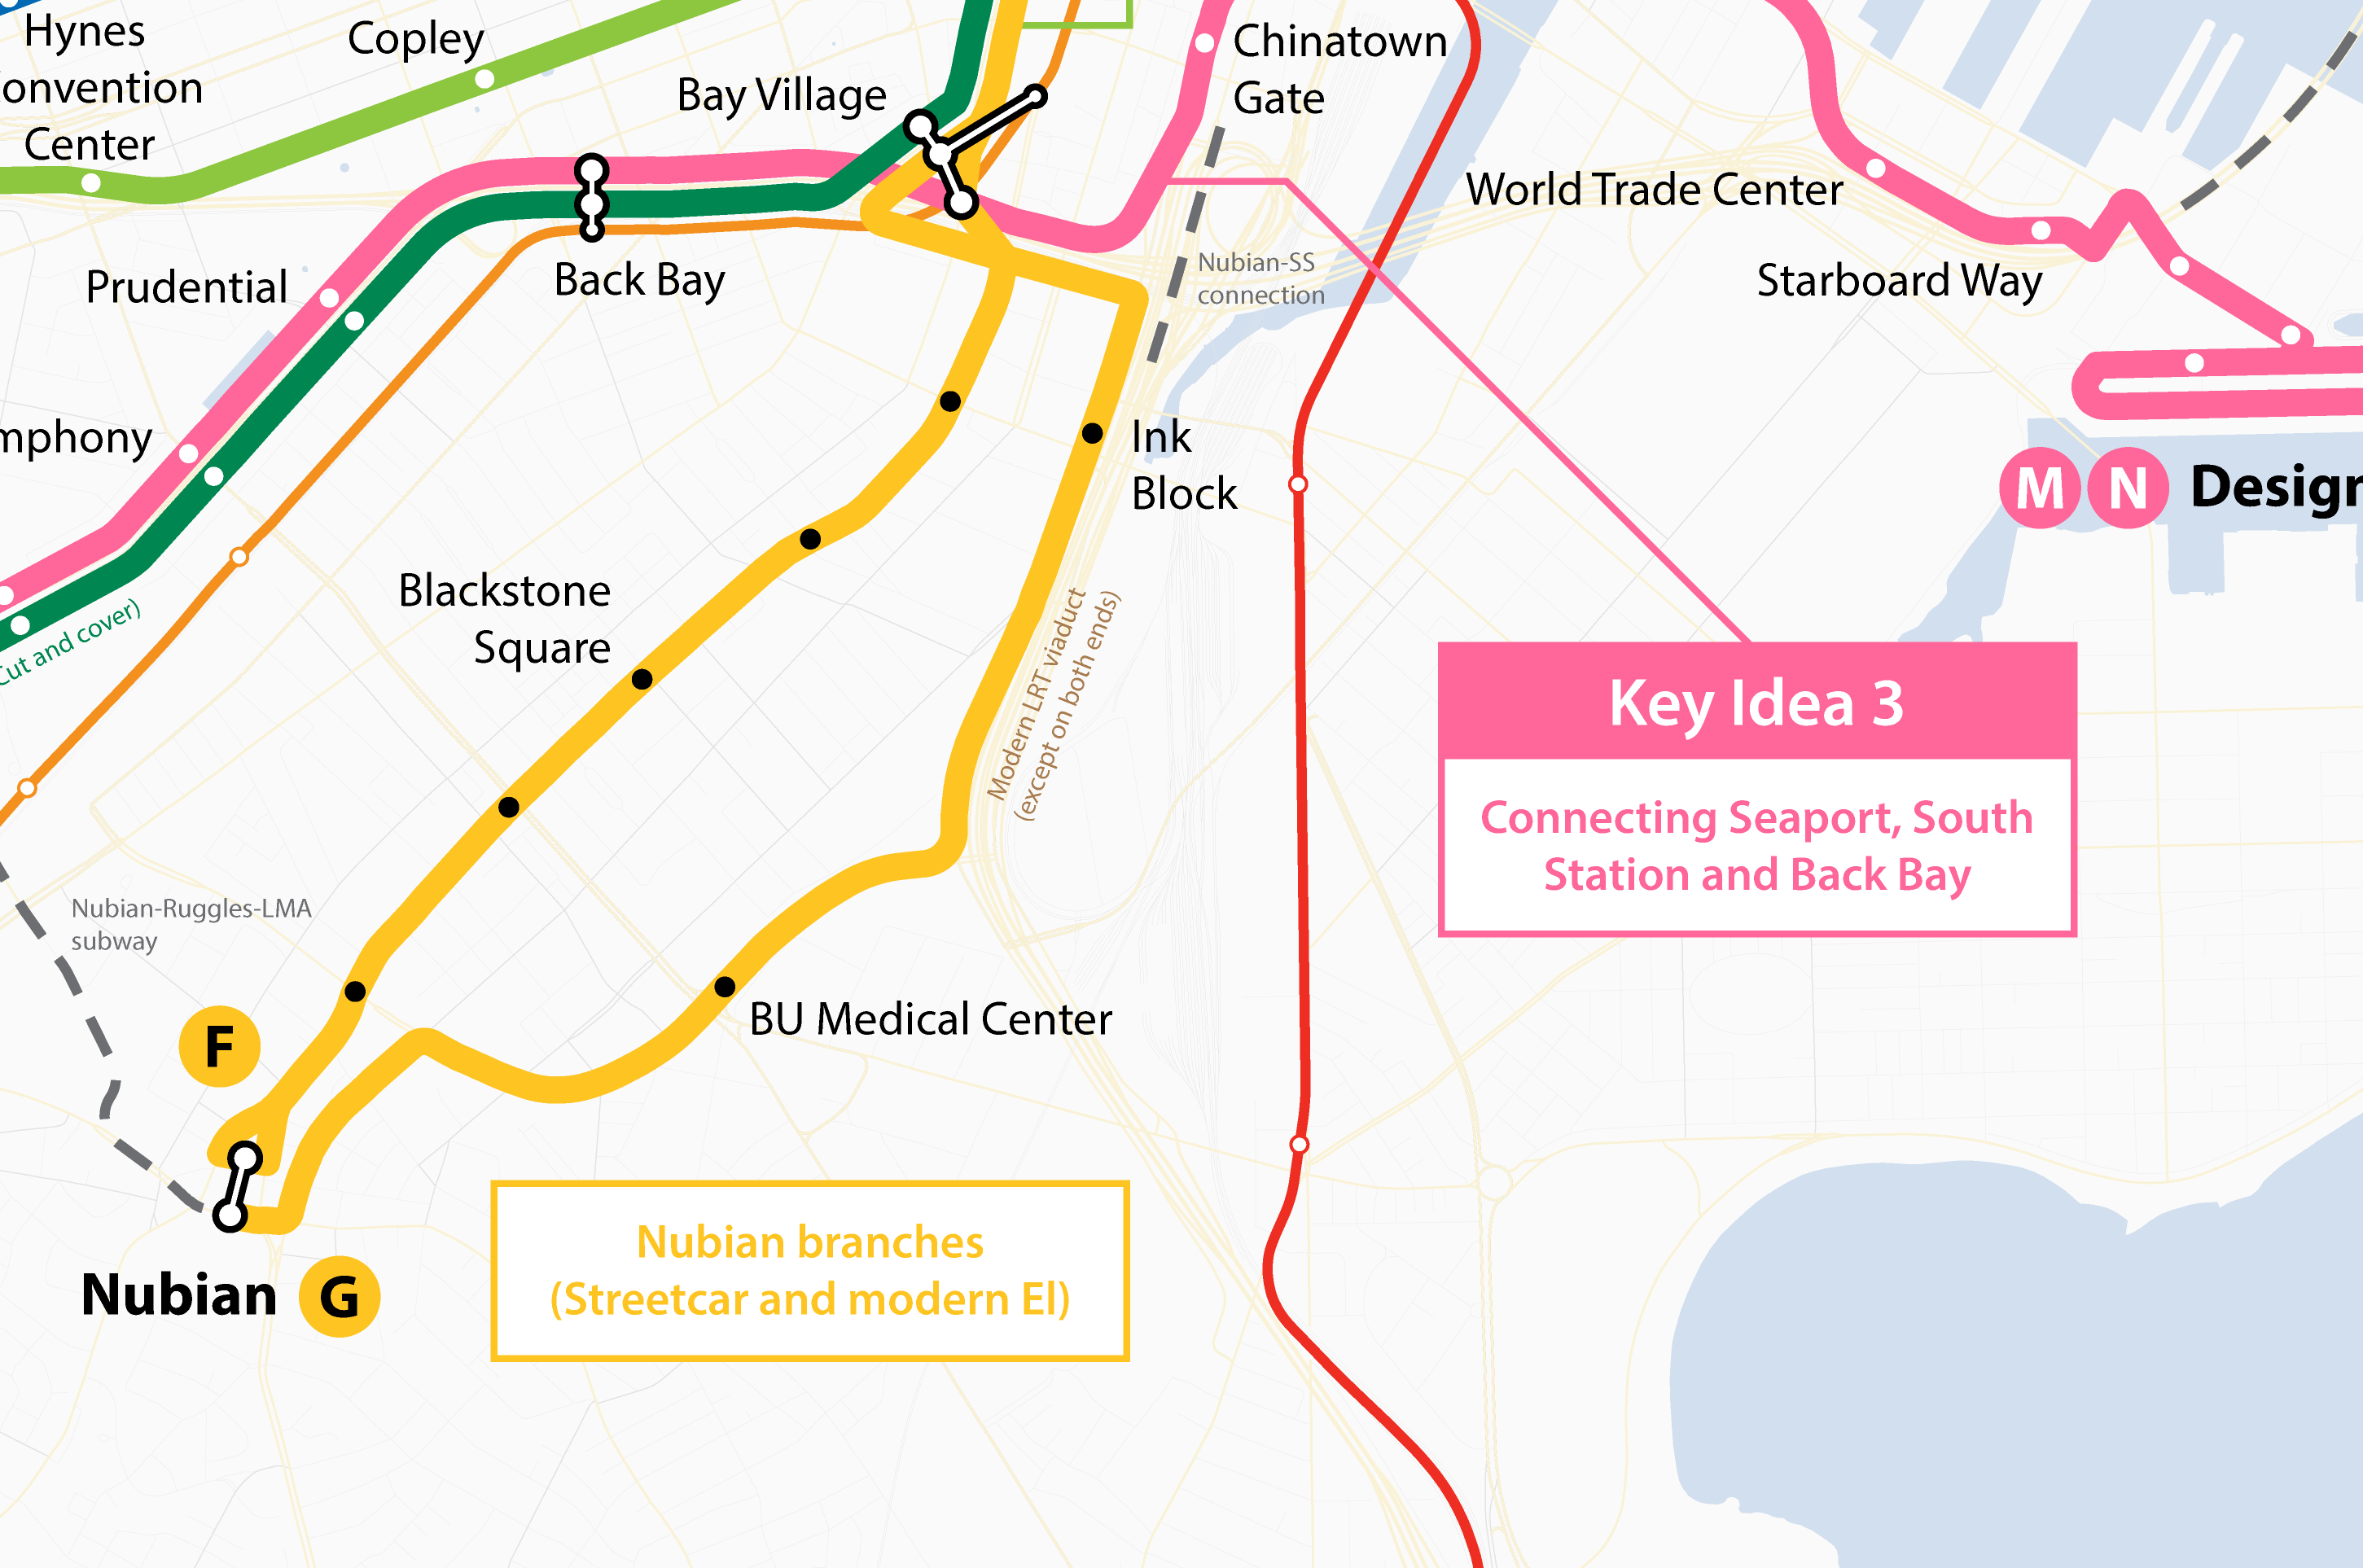 Hynes
onvention
Center
Copley
Bay Village
Chinatown
Gate
World Trade Center
Starboard Way
Nubian-SS
connection
Prudential
Back Bay
mphony
Ink
Block
M N Design
Cut and cover)
Blackstone
Square
Modern LRT viaduct
(except on both ends)
Key Idea 3
Connecting Seaport, South
Station and Back Bay
Nubian-Ruggles-LMA
subway
F
BU Medical Center
Nubian G
Nubian branches
(Streetcar and modern El)